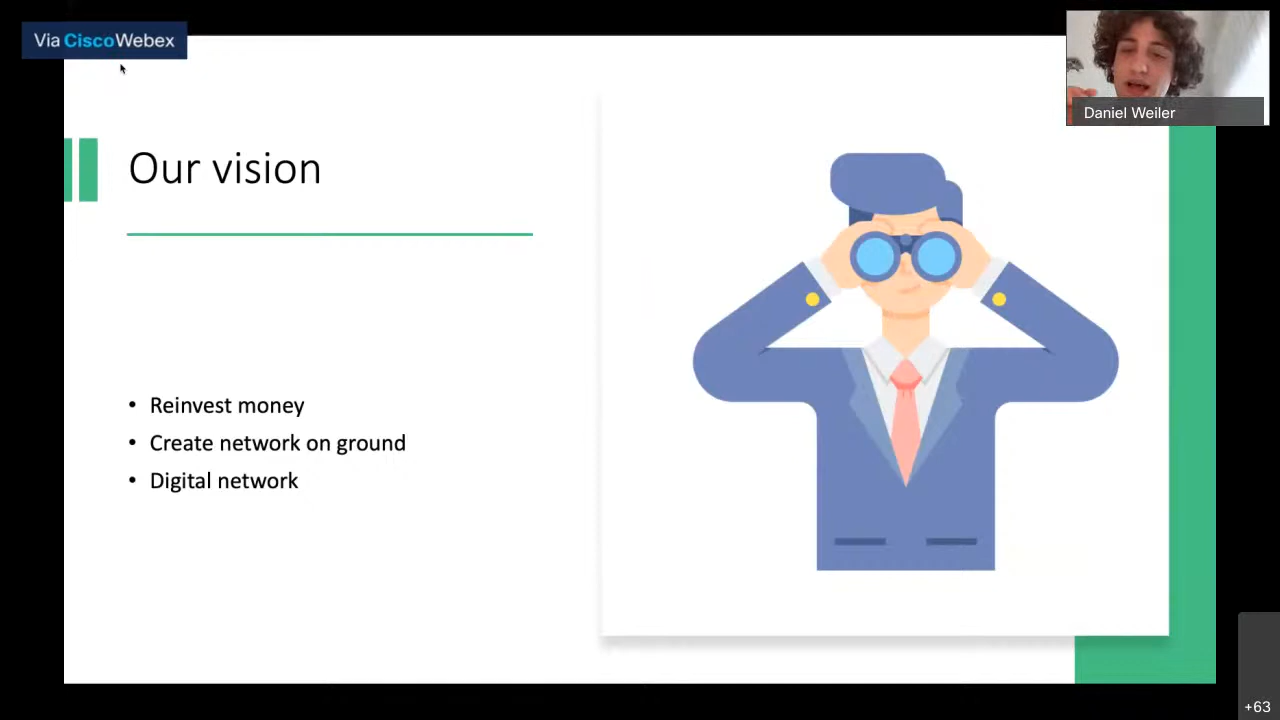 Via CiscoWebex
Daniel Weiler
Our vision
• Reinvest money
• Create network on ground
• Digital network
+63